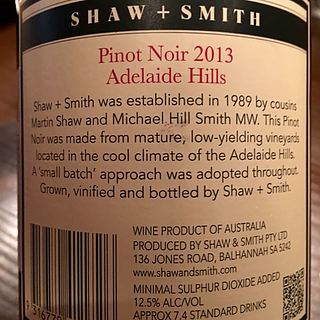 SHAW + SMITH
Pinot Noir 2013
Adelaide Hills
Shaw + Smith was established in 1989 by cousins
Martin Shaw and Michael Hill Smith MW. This Pinot
Noir was made from mature, low-yielding vineyards
located in the cool climate of the Adelaide Hills.
A 'small batch' approach was adopted throughout.
Grown, vinified and bottled by Shaw + Smith.
WINE PRODUCT OF AUSTRALIA
PRODUCED BY SHAW & SMITH PTY LTD
136 JONES ROAD, BALHANNAH SA 5242
www.shawandsmith.com
MINIMAL SULPHUR DIOXIDE ADDED
12.5% ALC/VOL
APPROX 7.4 STANDARD DRINKS